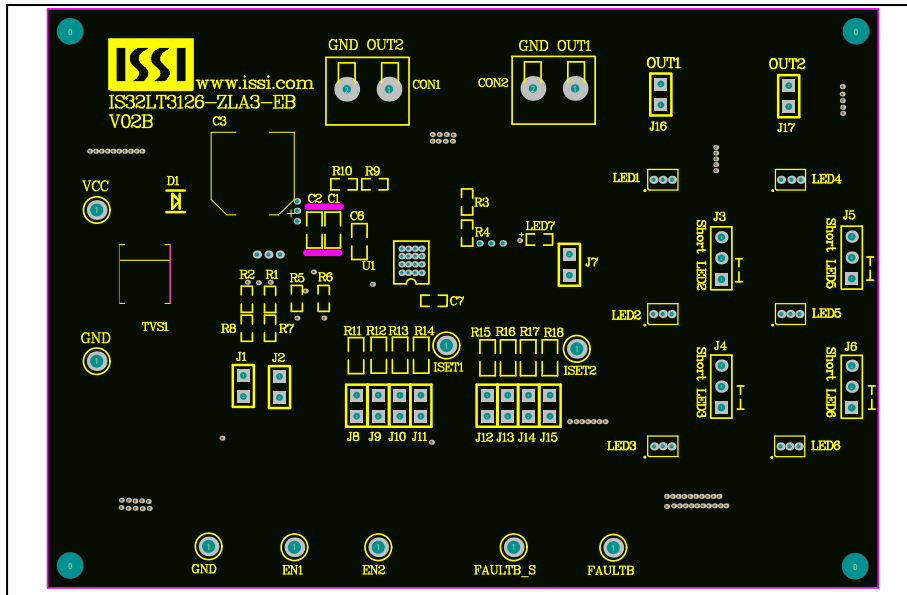 ISSI
www.issi.com
IS32LT3126-ZLA3-EB
V02B
GND OUT2
CON1
GND OUT1
CON2
OUT1
J16
OUT2
J17
C3
VCC
D1
R10 R9
C2 C1
C6
U1
R3
R4
LED7
J7
LED1
LED4
J3
Short LED2
J5
Short LED5
TVS1
R2 R1 R5 R6
R8 R7
C7
LED2
LED5
GND
J1 J2
R11 R12 R13 R14
ISET1
R15 R16 R17 R18
ISET2
J4
Short LED3
J6
Short LED6
J8 J9 J10 J11
J12 J13 J14 J15
LED3
LED6
GND
EN1
EN2
FAULTB_S
FAULTB